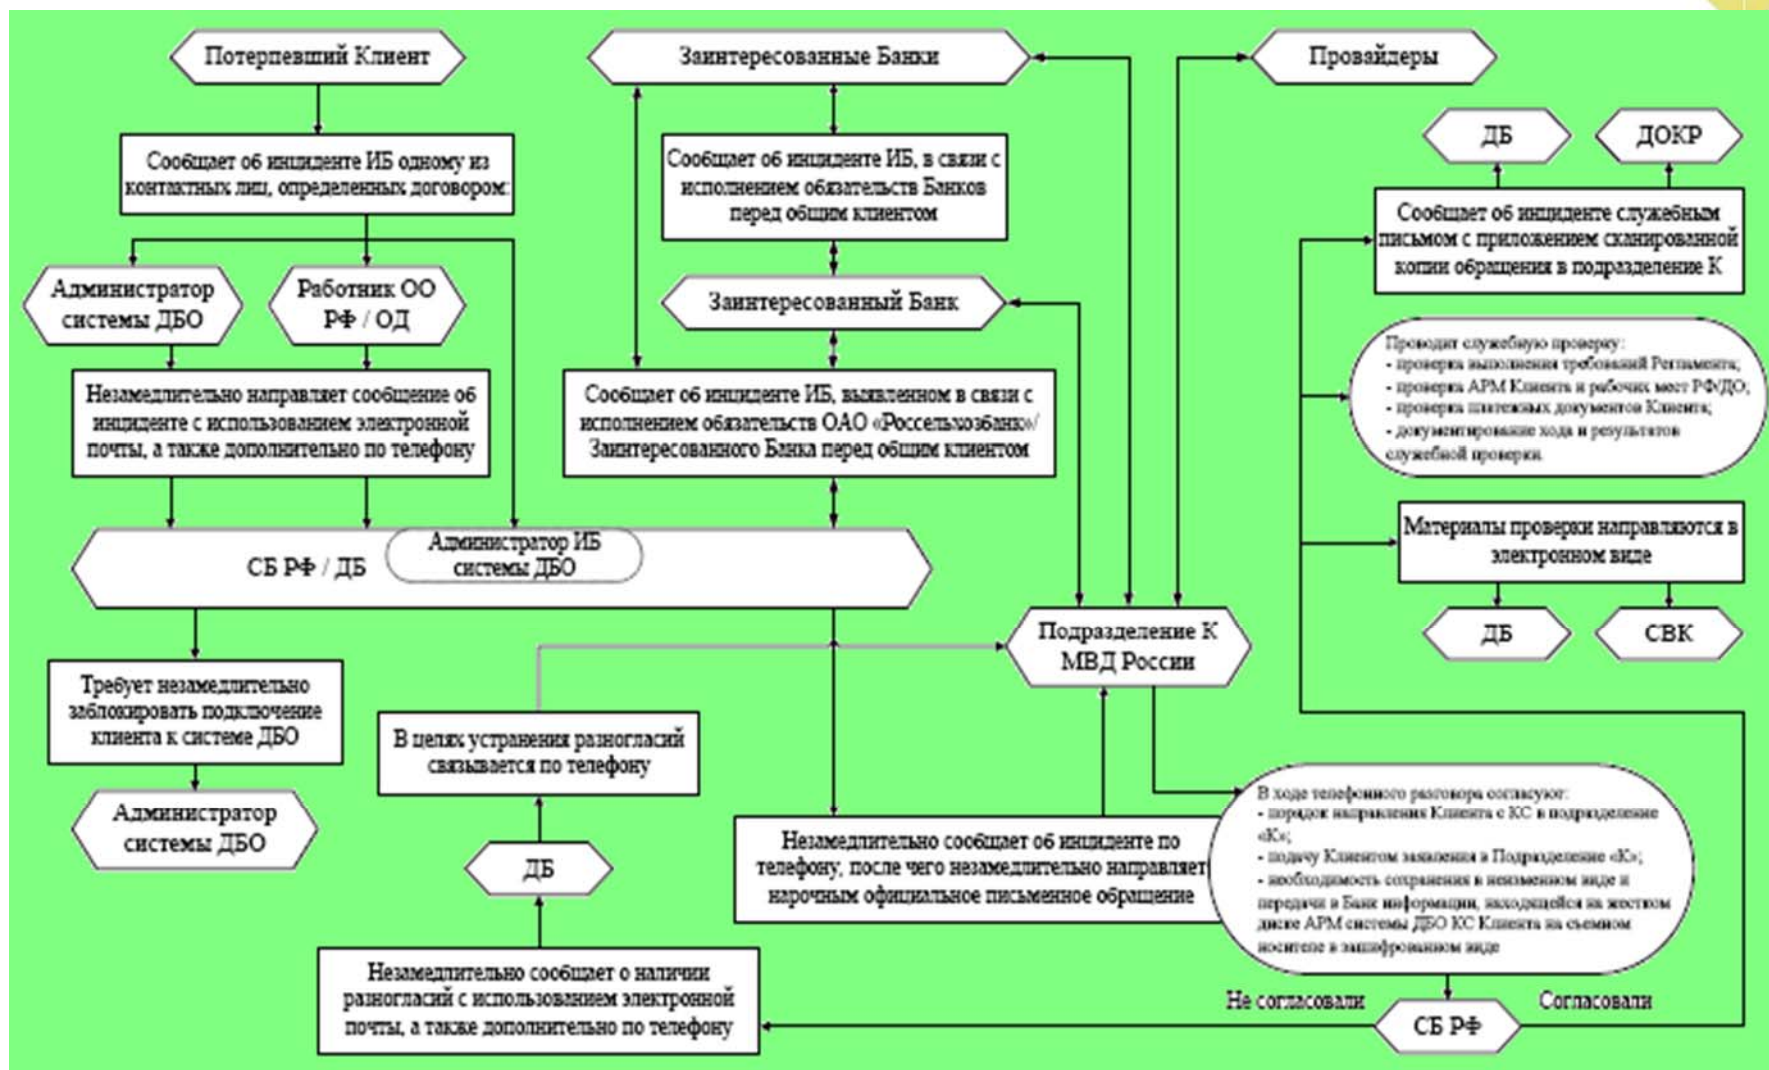 Потерпевший Клиент
Заинтересованные Банки
Провайдеры
ДБ
ДОКР
Сообщает об инциденте ИБ одному из
контактных лиц, определенных договором:
Сообщает об инциденте ИБ, в связи с
исполнением обязательств Банков
перед общим клиентом
Сообщает об инциденте служебным
письмом с приложением сканированной
копии обращения в подразделение К
Администратор
системы ДБО
Работник ОО
РФ / ОД
Заинтересованный Банк
Проводит служебную проверку:
- проверка выполнения требований Регламента;
- проверка АРМ Клиента и рабочих мест РФ/ДО;
- проверка платежных документов Клиента;
- документирование хода и результатов
служебной проверки.
Незамедлительно направляет сообщение об
инциденте с использованием электронной
почты, а также дополнительно по телефону
Сообщает об инциденте ИБ, выявленном в связи с
исполнением обязательств ОАО «Россельхозбанк»/
Заинтересованного Банка перед общим клиентом
Материалы проверки направляются в
электронном виде
СБ РФ / ДБ
Администратор ИБ
системы ДБО
ДБ
СВК
Подразделение К
МВД России
Требует незамедлительно
заблокировать подключение
клиента к системе ДБО
В целях устранения разногласий
связывается по телефону
Администратор
системы ДБО
ДБ
Незамедлительно сообщает об инциденте по
телефону, после чего незамедлительно направляет
нарочным официальное письменное обращение
В ходе телефонного разговора согласуют:
- порядок направления Клиента с КС в подразделение
«К»;
- подачу Клиентом заявления в Подразделение «К»;
- необходимость сохранения в неизменном виде и
передачи в Банк информации, находящейся на жестком
диске АРМ системы ДБО КС Клиента на съемном
носителе в зашифрованном виде
Незамедлительно сообщает о наличии
разногласий с использованием электронной
почты, а также дополнительно по телефону
Не согласовали
Согласовали
СБ РФ